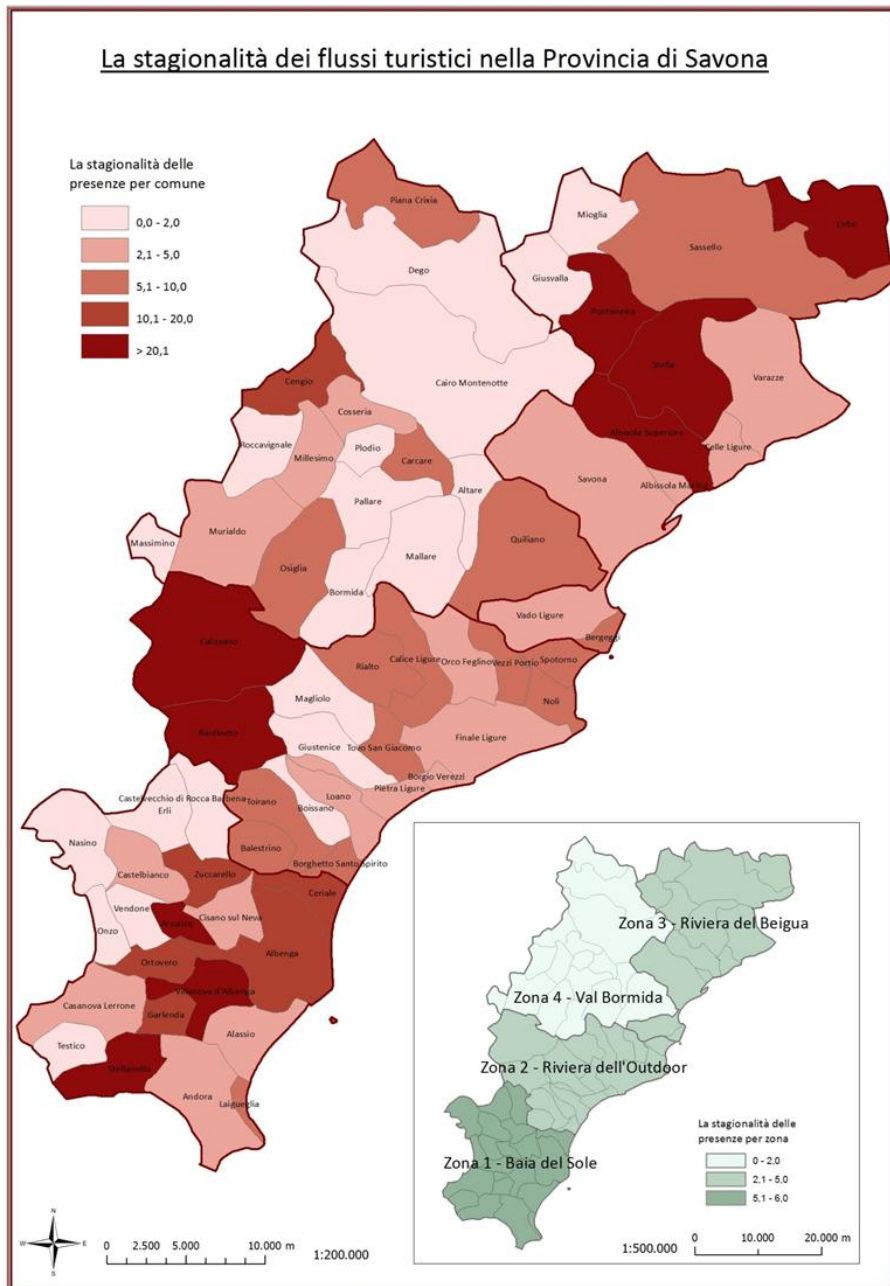 La stagionalità dei flussi turistici nella Provincia di Savona
La stagionalità delle
presenze per comune
0,0 - 2,0
2,1 - 5,0
5,1 - 10,0
10,1 - 20,0
> 20,1
Piana Crixia
Mioglia
Urbe
Sassello
Dego
Giusvalla
Pontinvrea
Stella
Varazze
Cengio
Cairo Montenotte
Cosseria
Roccavignale
Plodio
Millesimo
Carcare
Albisola Superiore
Celle Ligure
Savona
Altare
Albissola Marina
Pallare
Murialdo
Massimino
Quiliano
Mallare
Osiglia
Bormida
Vado Ligure
Bergeggi
Calizzano
Calice Ligure
Orco Feglino
Vezzi Portio
Spotorno
Rialto
Magliolo
Noli
Bardineto
Giustenice
Tovo San Giacomo
Finale Ligure
Borgio Verezzi
Pietra Ligure
Castelvecchio di Rocca Barbena
Erli
Toirano
Loano
Boissano
Nasino
Balestrino
Borghetto Santo Spirito
Castelbianco
Zuccarello
Ceriale
Vendone
Arnasco
Cisano sul Neva
Onzo
Albenga
Ortovero
Villanova d'Albenga
Casanova Lerrone
Garlenda
Alassio
Testico
Stellanello
Andora
Laigueglia
Zona 3 - Riviera del Beigua
Zona 4 - Val Bormida
Zona 2 - Riviera dell'Outdoor
Zona 1 - Baia del Sole
La stagionalità delle
presenze per zona
0 - 2,0
2,1 - 5,0
5,1 - 6,0
N
W E
S
0 2.500 5.000 10.000 m
1:200.000
1:500.000
0 10.000 20.000 m